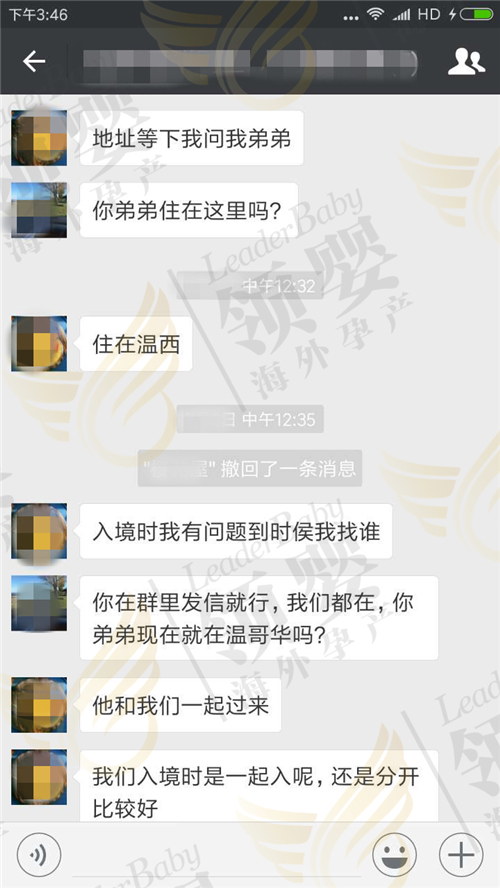 下午3:46
HD
地址等下我问我弟弟
你弟弟住在这里吗?
中午12:32
住在温西
日 中午12:35
屋" 撤回了一条消息
入境时我有问题到时侯我找谁
你在群里发信就行，我们都在，你
弟弟现在就在温哥华吗?
他和我们一起过来
我们入境时是一起入呢，还是分开
比较好
LeaderBaby
领婴
海外孕产